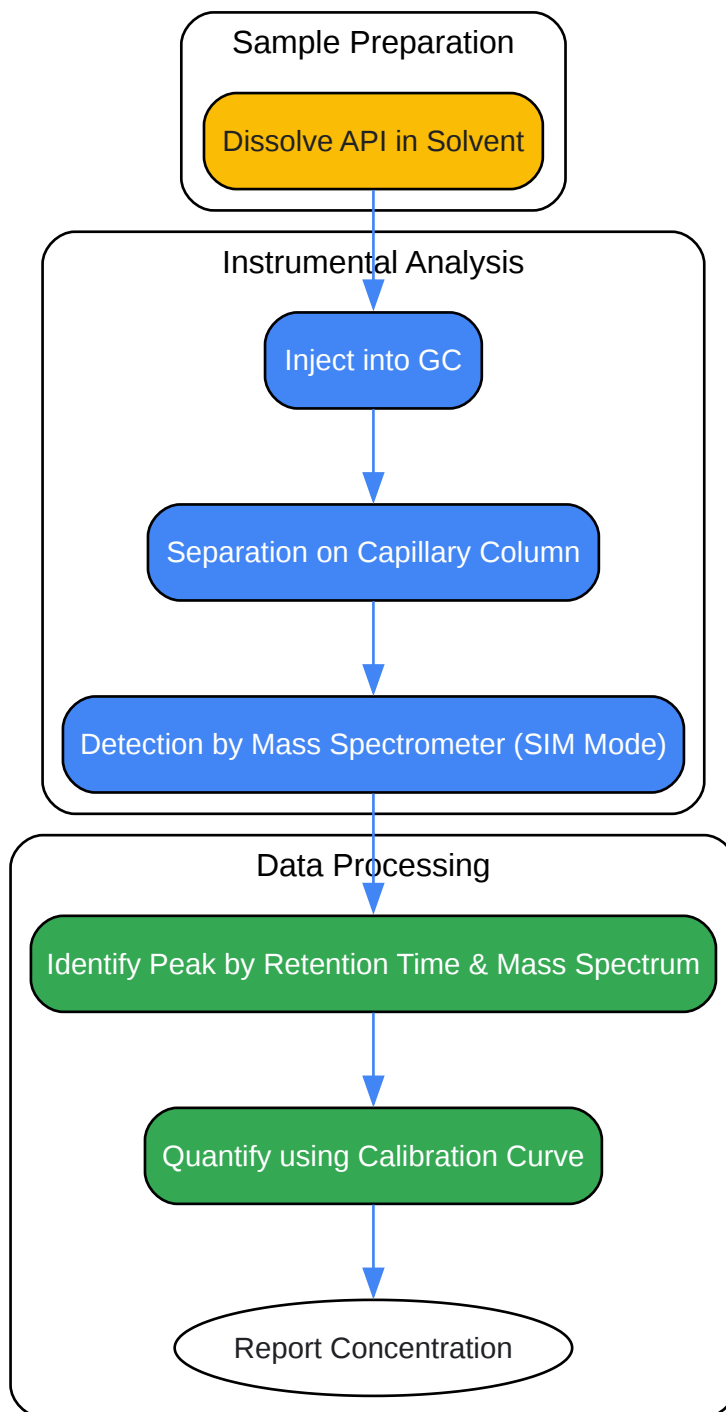 Sample Preparation
Dissolve API in Solvent
Instrumental Analysis
Inject into GC
Separation on Capillary Column
Detection by Mass Spectrometer (SIM Mode)
Data Processing
Identify Peak by Retention Time & Mass Spectrum
Quantify using Calibration Curve
Report Concentration